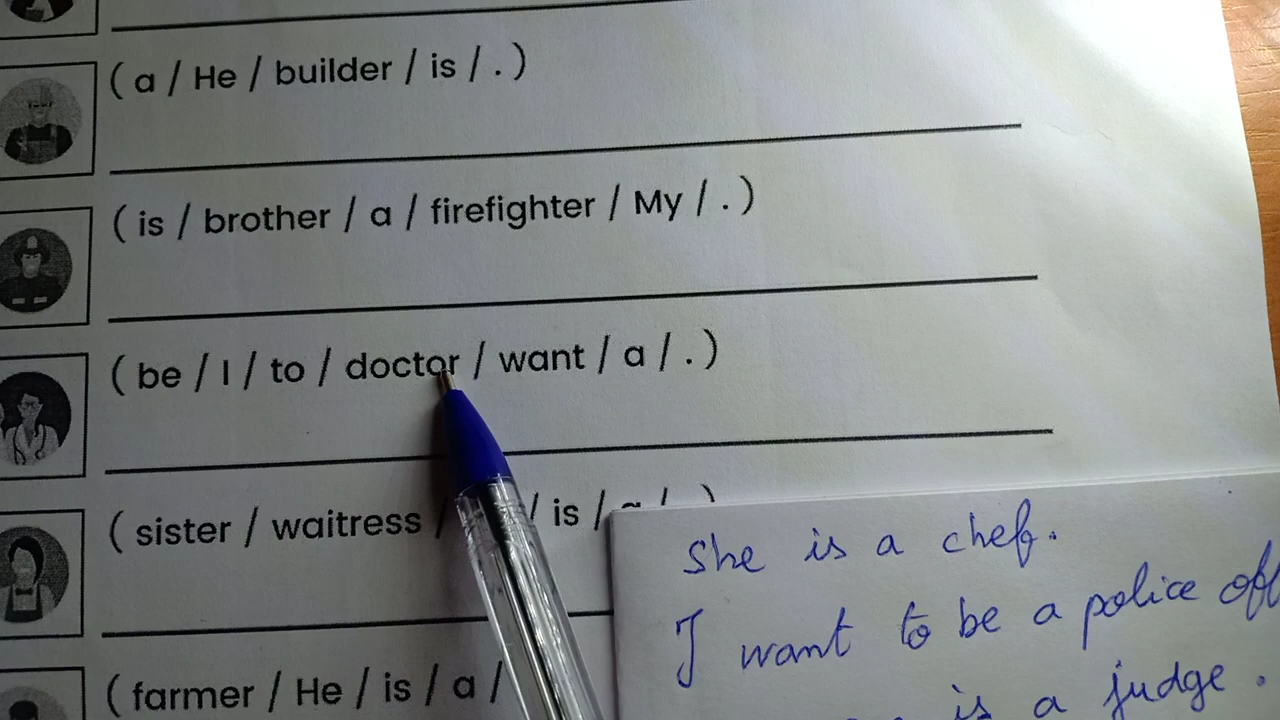 ( a / He / builder / is / . )
( is / brother / a / firefighter / My / . )
( be / I / to / doctor / want / a / . )
( sister / waitress / / is / a / . )
( farmer / He / is / a /
She is a chef.
I want to be a police off
is a judge.